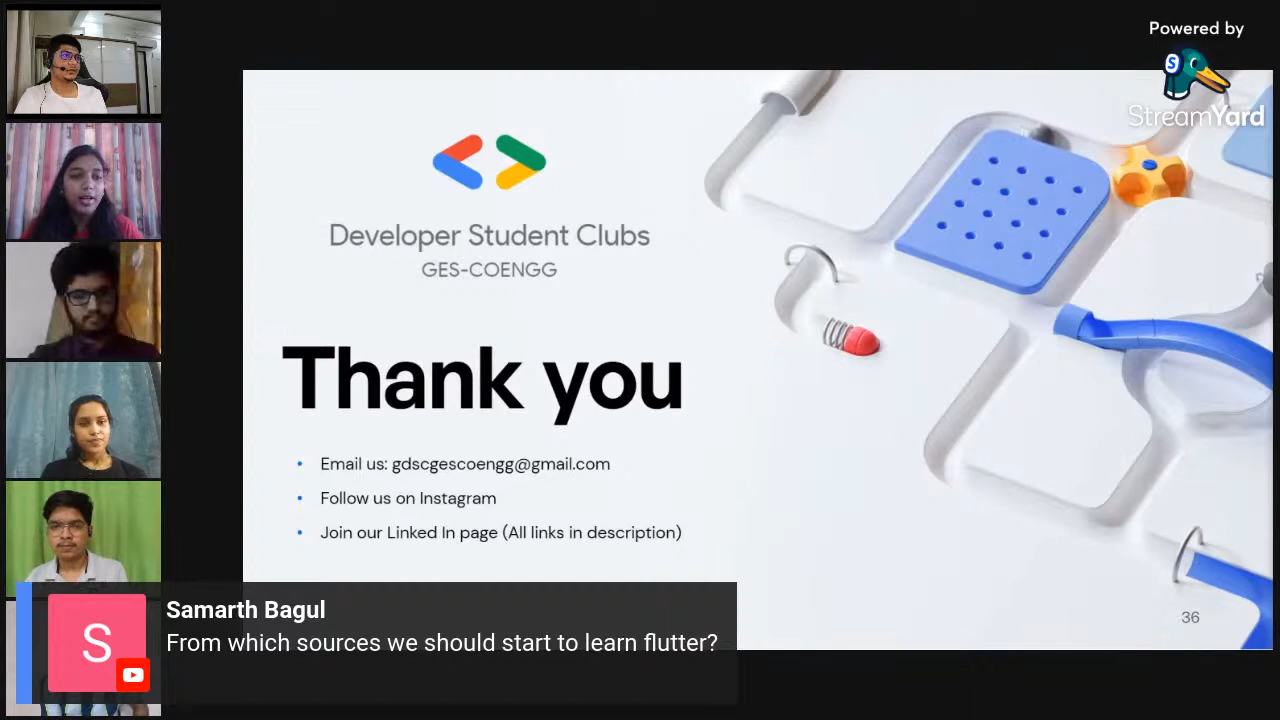 Powered by
StreamYard
Developer Student Clubs
GES-COENGG
Thank you
• Email us: gdscgescoengg@gmail.com
• Follow us on Instagram
• Join our Linked In page (All links in description)
36
S
Samarth Bagul
From which sources we should start to learn flutter?